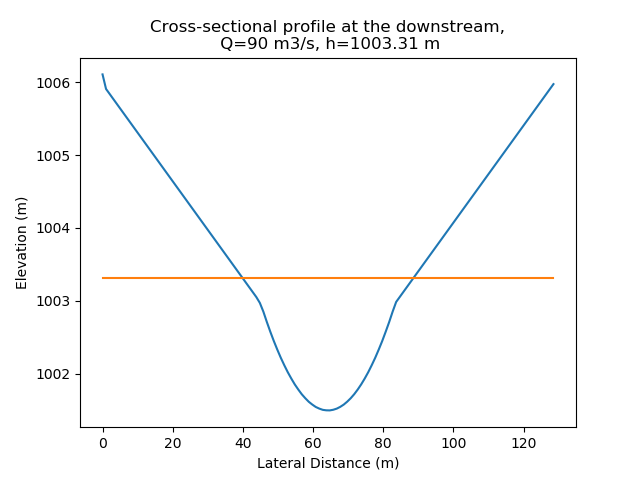 Cross-sectional profile at the downstream,
Q=90 m3/s, h=1003.31 m
1006
1005
1004
1003
1002
Elevation (m)
0 20 40 60 80 100 120
Lateral Distance (m)